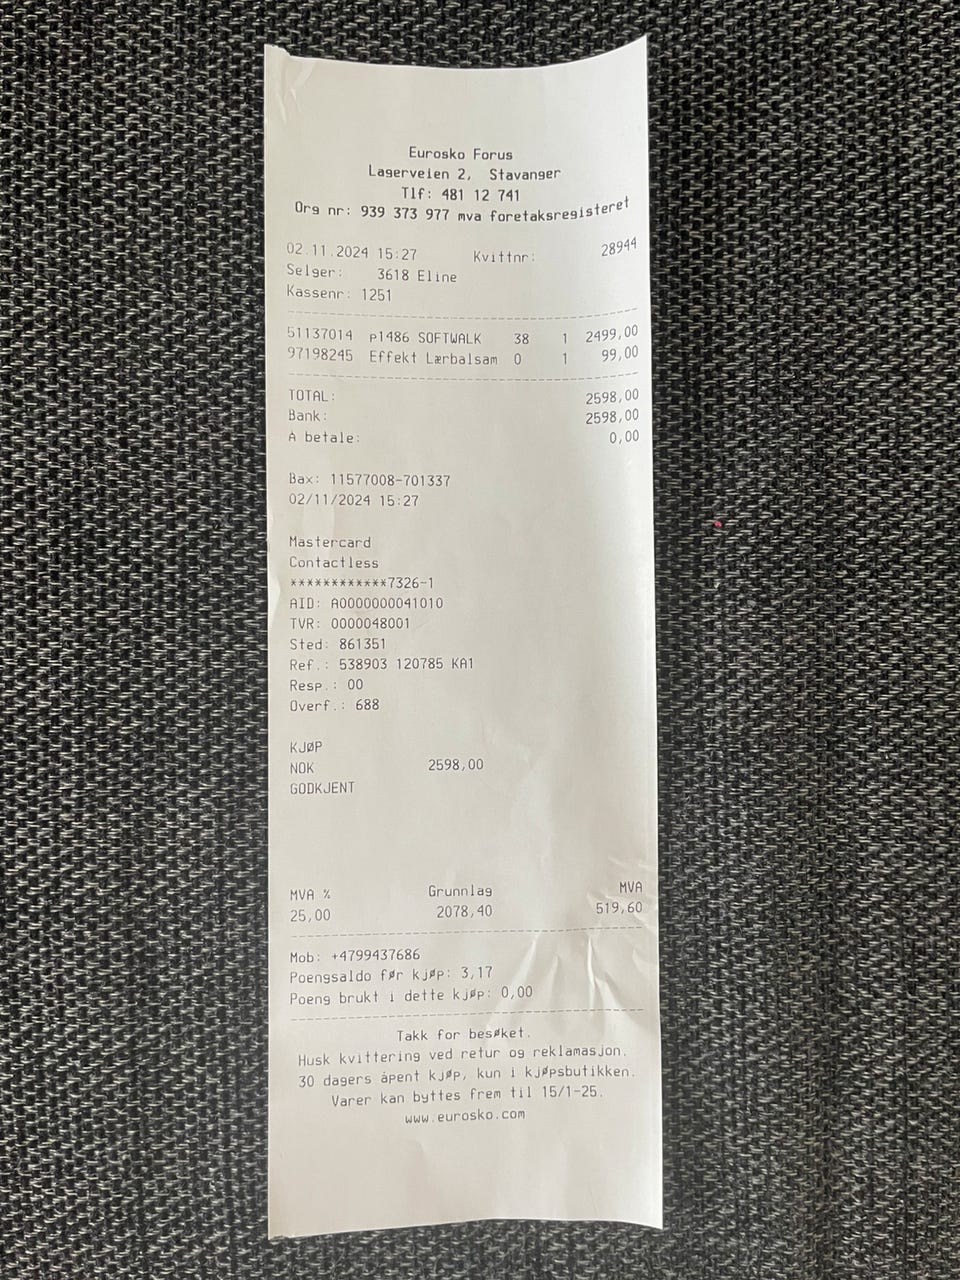 Eurosko Forus
Lagerveien 2, Stavanger
Tlf: 481 12 741
Org nr: 939 373 977 mva foretaksregisteret
02.11.2024 15:27 Kvittnr: 28944
Selger: 3618 Eline
Kassenr: 1251
51137014 p1486 SOFTWALK 38 1 2499,00
97198245 Effekt Lærbalsam 0 1 99,00
TOTAL: 2598,00
Bank: 2598,00
A betale: 0,00
Bax: 11577008-701337
02/11/2024 15:27
Mastercard
Contactless
************7326-1
AID: A0000000041010
TVR: 0000048001
Sted: 861351
Ref.: 538903 120785 KA1
Resp.: 00
Overf.: 688
KJØP
NOK 2598,00
GODKJENT
MVA % Grunnlag MVA
25,00 2078,40 519,60
Mob: +4799437686
Poengsaldo før kjøp: 3,17
Poeng brukt i dette kjøp: 0,00
Takk for besøket.
Husk kvittering ved retur og reklamasjon.
30 dagers åpent kjøp, kun i kjøpsbutikken.
Varer kan byttes frem til 15/1-25.
www.eurosko.com